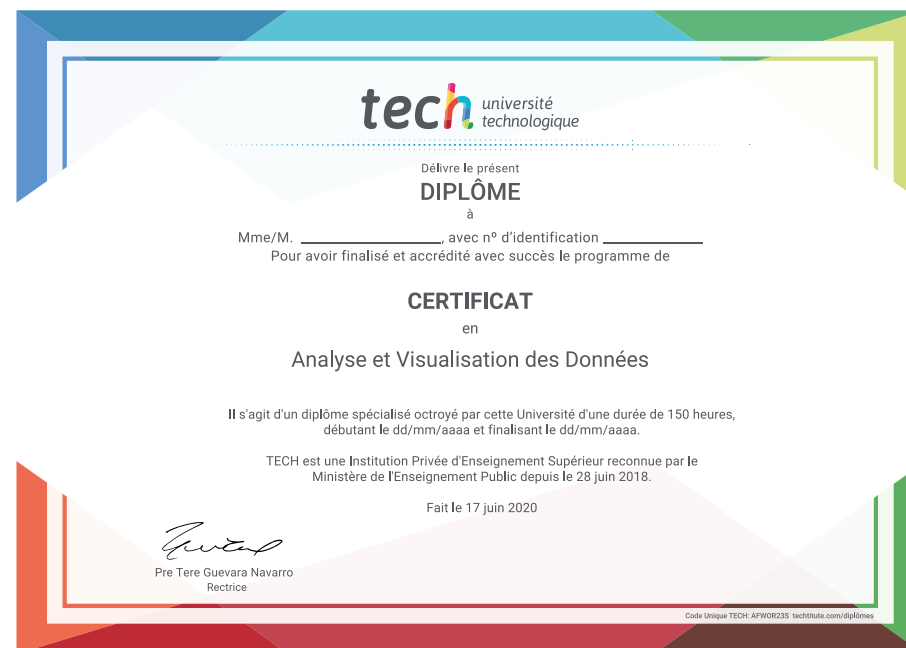 tech université
technologique
Délivre le présent
DIPLÔME
à
Mme/M. ____________________, avec nº d'identification ______________
Pour avoir finalisé et accrédité avec succès le programme de
CERTIFICAT
en
Analyse et Visualisation des Données
Il s'agit d'un diplôme spécialisé octroyé par cette Université d'une durée de 150 heures,
débutant le dd/mm/aaaa et finalisant le dd/mm/aaaa.
TECH est une Institution Privée d'Enseignement Supérieur reconnue par le
Ministère de l'Enseignement Public depuis le 28 juin 2018.
Fait le 17 juin 2020
Pre Tere Guevara Navarro
Rectrice
Code Unique TECH: AFWOR23S techtitute.com/diplômes